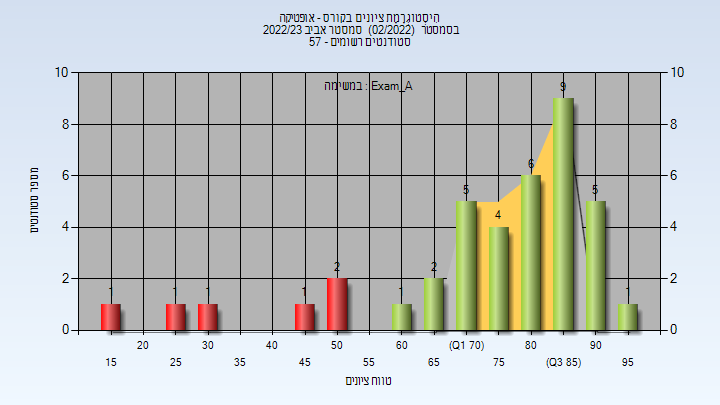 היסטוגרמת ציונים בקורס - אופטיקה
בסמסטר (02/2022) סמסטר אביב 2022/23
סטודנטים רשומים - 57
במשימה : Exam_A
10 10
8 8
6 6
4 4
2 2
0 0
1 1 1 1 2 1 2 5 4 6 9 5 1
מספר סטודנטים
20 30 40 50 60 (Q1 70) 80 90
15 25 35 45 55 65 75 (Q3 85) 95
טווח ציונים